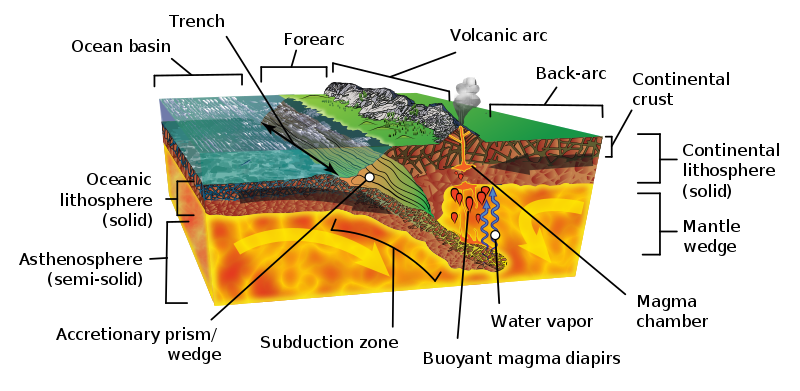 Trench
Ocean basin
Forearc
Volcanic arc
Back-arc
Continental
crust
Continental
lithosphere
(solid)
Oceanic
lithosphere
(solid)
Mantle
wedge
Asthenosphere
(semi-solid)
Magma
chamber
Water vapor
Accretionary prism/
wedge
Subduction zone
Buoyant magma diapirs